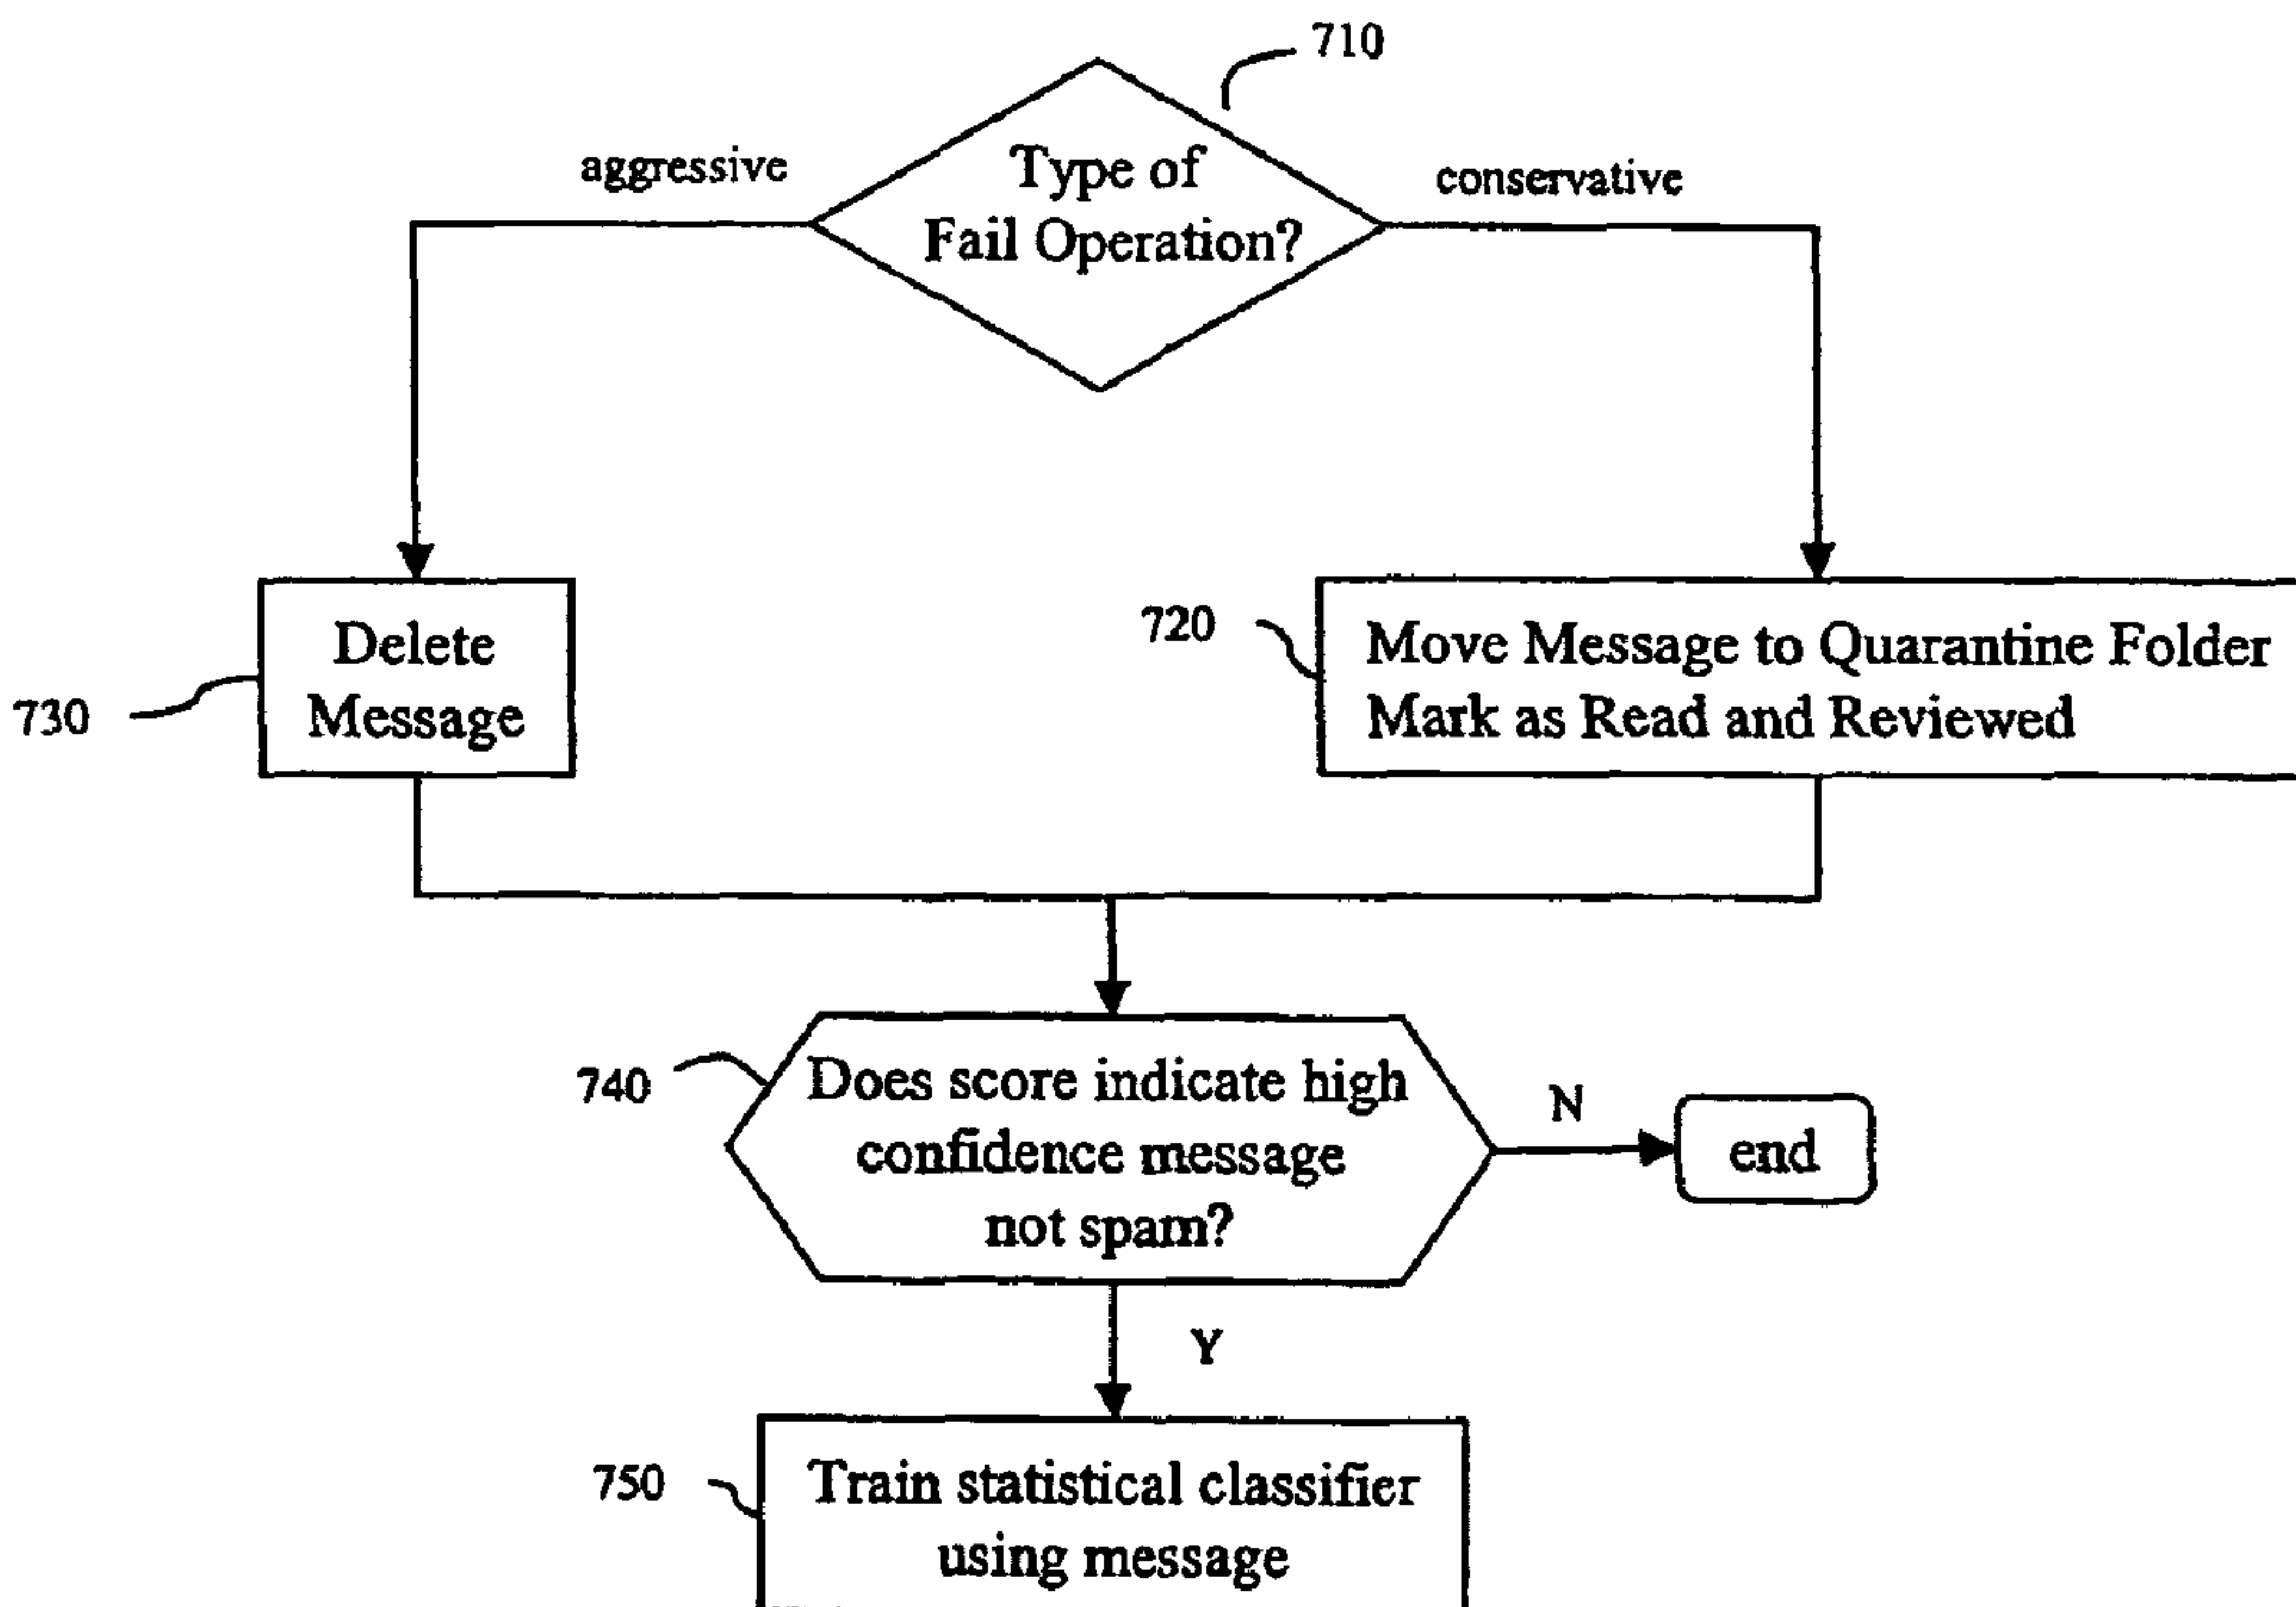 710
aggressive
Type of
Fail Operation?
conservative
Delete
Message
730
720
Move Message to Quarantine Folder
Mark as Read and Reviewed
740
Does score indicate high
confidence message
not spam?
N
end
Y
750
Train statistical classifier
using message